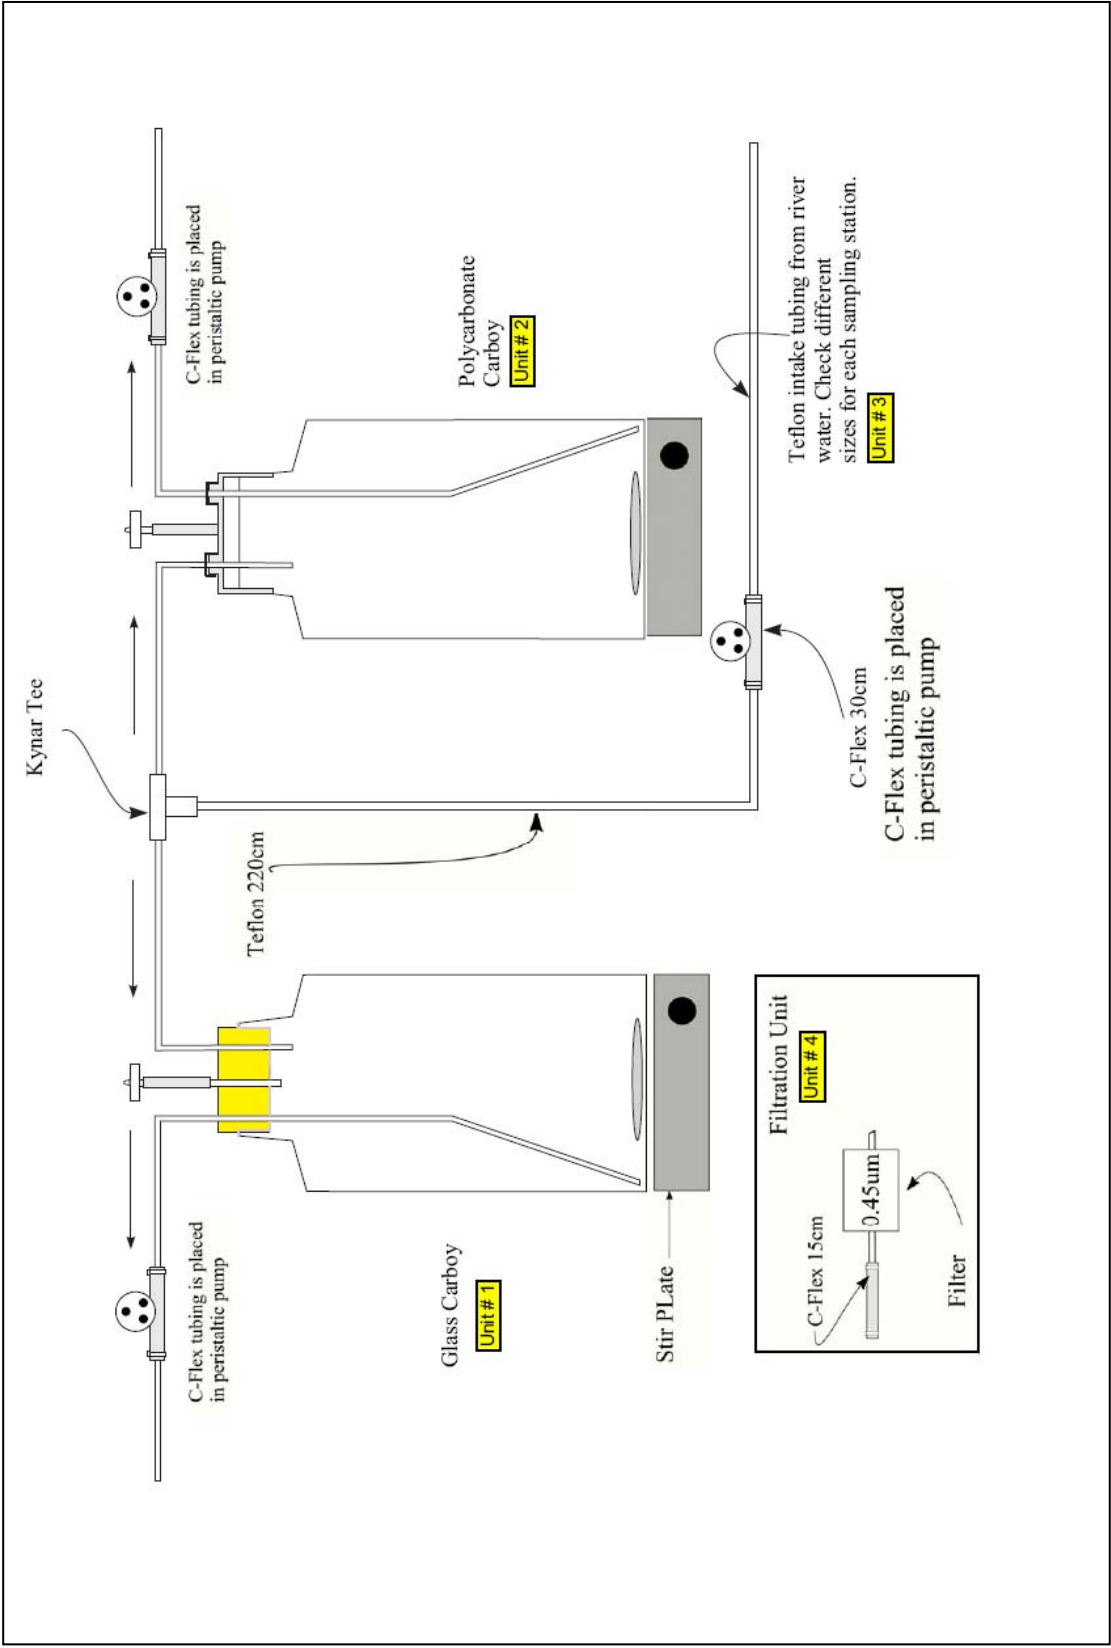 Kynar Tee
C-Flex tubing is placed
in peristaltic pump
C-Flex tubing is placed
in peristaltic pump
Teflon 220cm
Glass Carboy
Unit # 1
Polycarbonate
Carboy
Unit # 2
Stir PLate
Teflon intake tubing from river
water. Check different
sizes for each sampling station.
Unit # 3
C-Flex 30cm
C-Flex tubing is placed
in peristaltic pump
Filtration Unit
Unit # 4
C-Flex 15cm
0.45um
Filter